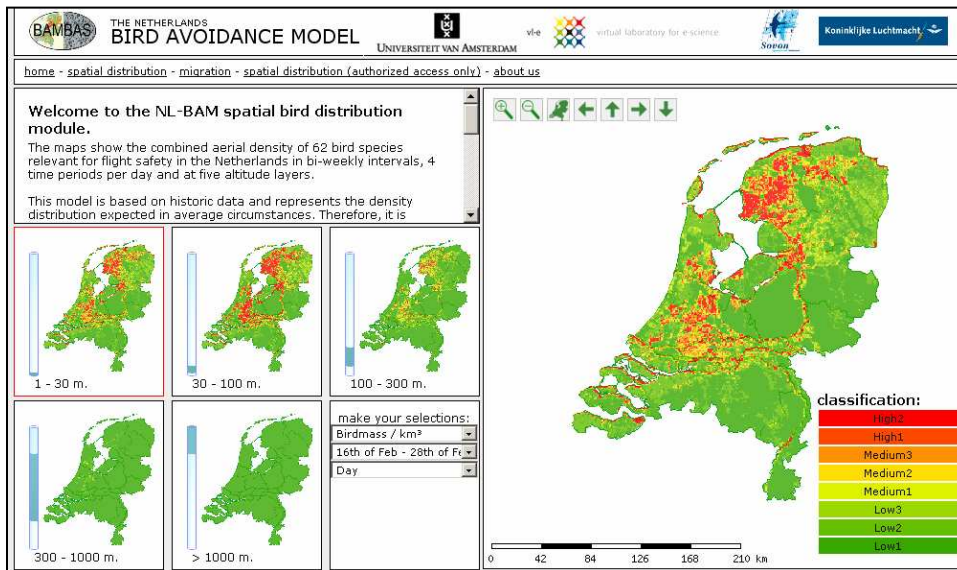 BAMBAS
THE NETHERLANDS
BIRD AVOIDANCE MODEL
UNIVERSITEIT VAN AMSTERDAM
vl-e
virtual laboratory for e-science
Sovon
Koninklijke Luchtmacht
home - spatial distribution - migration - spatial distribution (authorized access only) - about us
Welcome to the NL-BAM spatial bird distribution
module.
The maps show the combined aerial density of 62 bird species
relevant for flight safety in the Netherlands in bi-weekly intervals, 4
time periods per day and at five altitude layers.
This model is based on historic data and represents the density
distribution expected in average circumstances. Therefore, it is
1 - 30 m.
30 - 100 m.
100 - 300 m.
300 - 1000 m.
> 1000 m.
make your selections:
Birdmass / km³
16th of Feb - 28th of Fe
Day
classification:
High2
High1
Medium3
Medium2
Medium1
Low3
Low2
Low1
0 42 84 126 168 210 km